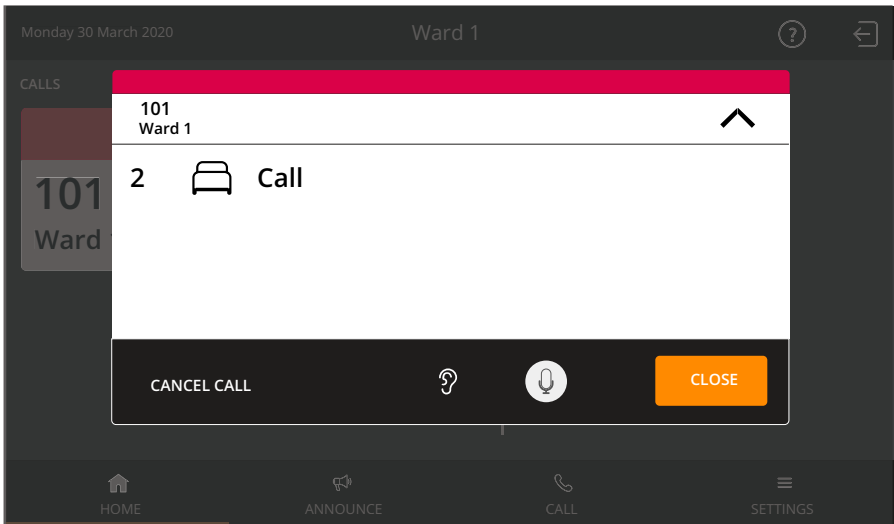 Monday 30 March 2020
Ward 1
?
CALLS
101
Ward 1
101
Ward
2 Call
CANCEL CALL
CLOSE
HOME
ANNOUNCE
CALL
SETTINGS